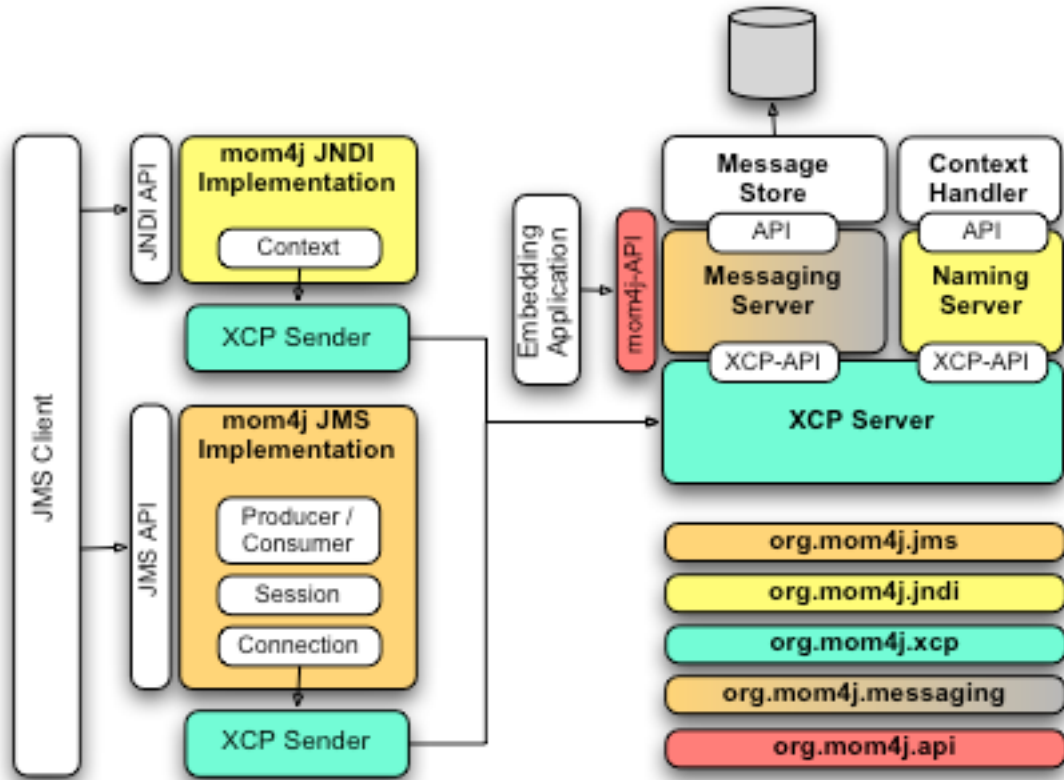 JMS Client
JNDI API
mom4j JNDI
Implementation
Context
XCP Sender
JMS API
mom4j JMS
Implementation
Producer /
Consumer
Session
Connection
XCP Sender
Embedding
Application
mom4j-API
Message
Store
Context
Handler
API
API
Messaging
Server
Naming
Server
XCP-API
XCP-API
XCP Server
org.mom4j.jms
org.mom4j.jndi
org.mom4j.xcp
org.mom4j.messaging
org.mom4j.api